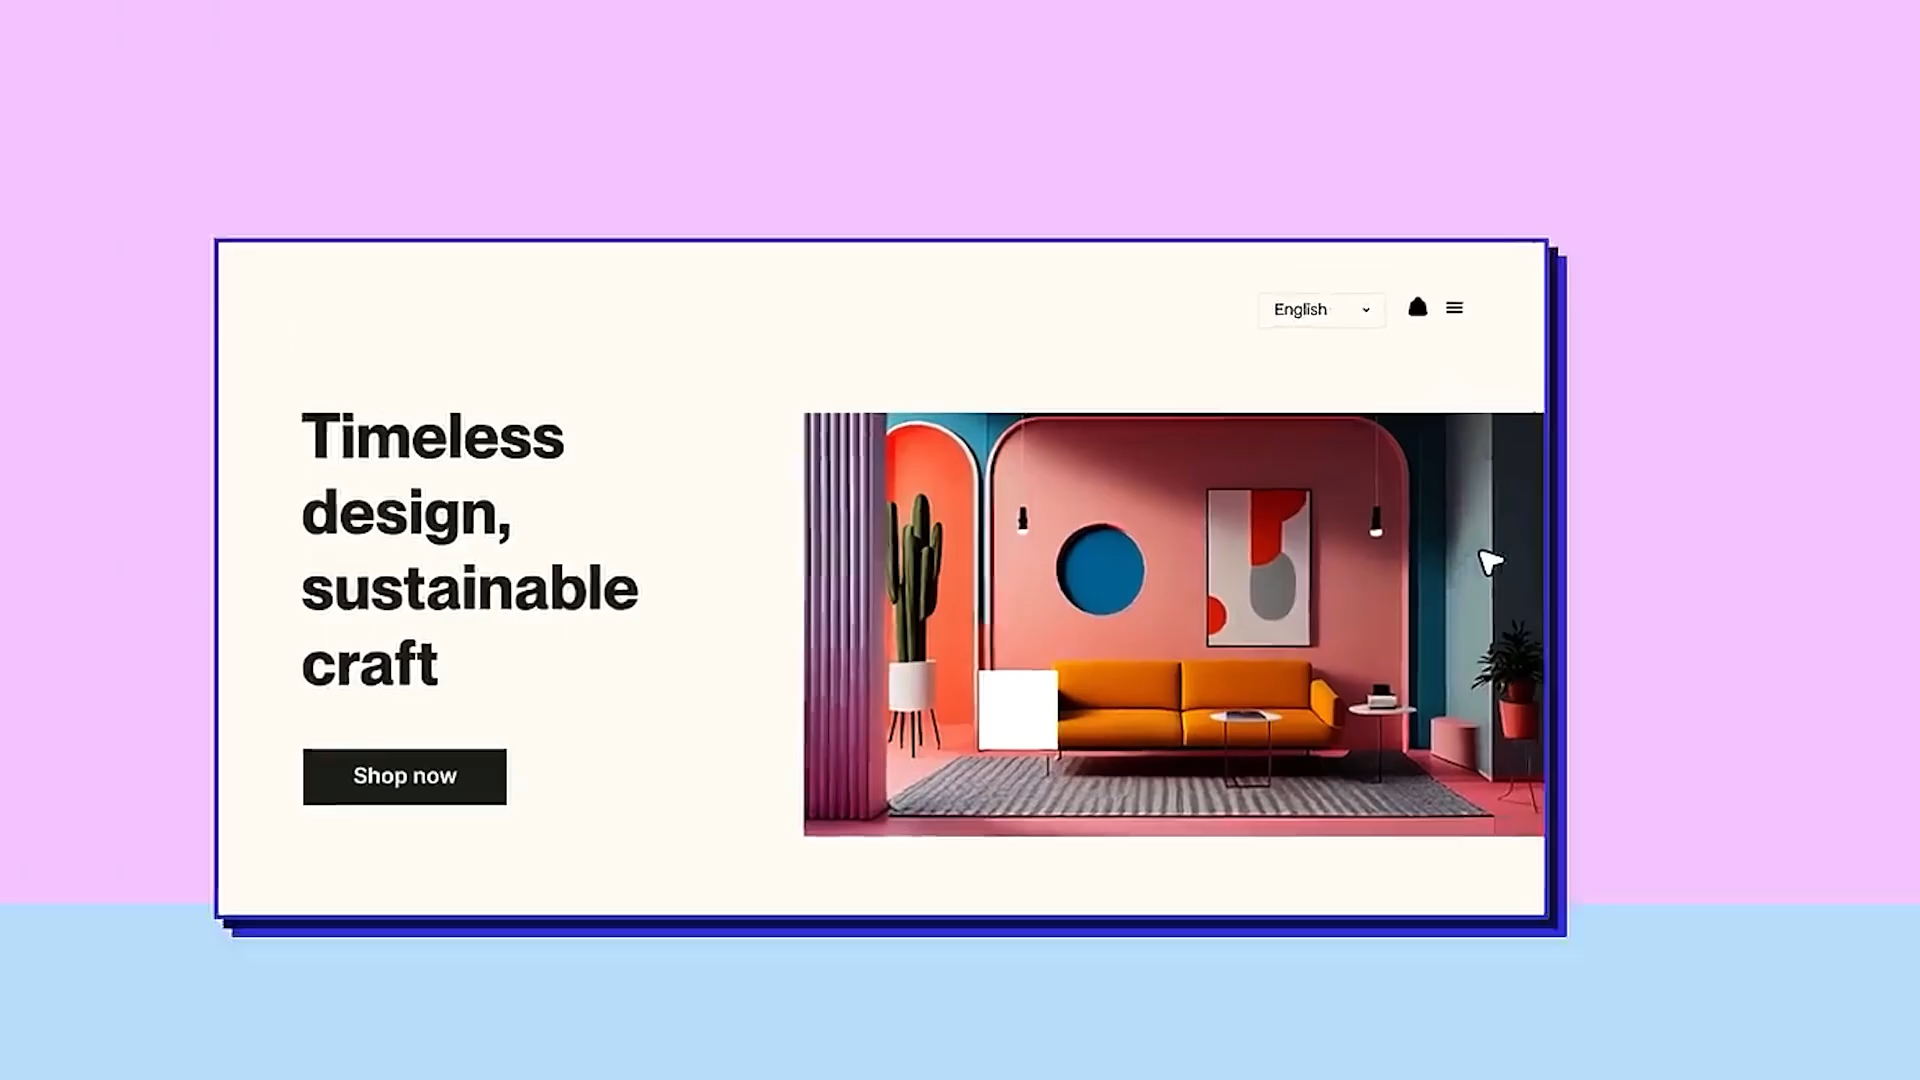 English
Timeless
design,
sustainable
craft
Shop now